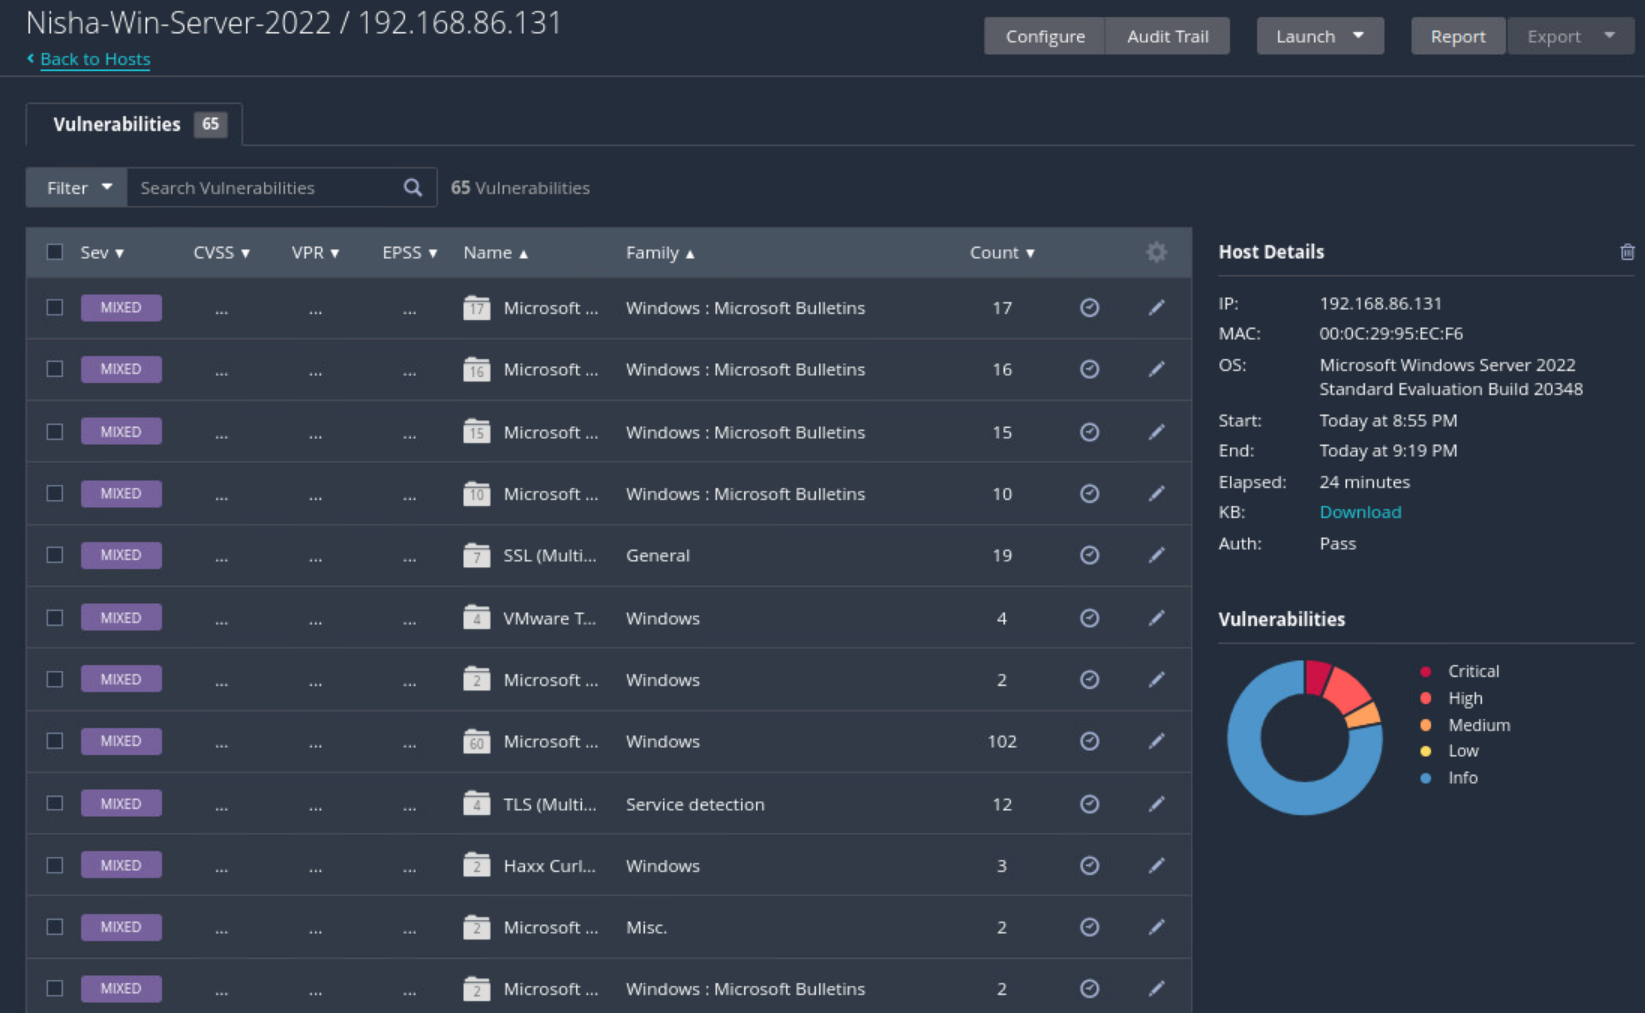 Nisha-Win-Server-2022 / 192.168.86.131
Configure Audit Trail Launch Report Export
Back to Hosts
Vulnerabilities 65
Filter Search Vulnerabilities 65 Vulnerabilities
Sev CVSS VPR EPSS Name Family Count
MIXED ... ... ... 17 Microsoft ... Windows : Microsoft Bulletins 17
MIXED ... ... ... 16 Microsoft ... Windows : Microsoft Bulletins 16
MIXED ... ... ... 15 Microsoft ... Windows : Microsoft Bulletins 15
MIXED ... ... ... 10 Microsoft ... Windows : Microsoft Bulletins 10
MIXED ... ... ... 7 SSL (Multi... General 19
MIXED ... ... ... 4 VMware T... Windows 4
MIXED ... ... ... 2 Microsoft ... Windows 2
MIXED ... ... ... 60 Microsoft ... Windows 102
MIXED ... ... ... 4 TLS (Multi... Service detection 12
MIXED ... ... ... 2 Haxx Curl... Windows 3
MIXED ... ... ... 2 Microsoft ... Misc. 2
MIXED ... ... ... 2 Microsoft ... Windows : Microsoft Bulletins 2
Host Details
IP: 192.168.86.131
MAC: 00:0C:29:95:EC:F6
OS: Microsoft Windows Server 2022
Standard Evaluation Build 20348
Start: Today at 8:55 PM
End: Today at 9:19 PM
Elapsed: 24 minutes
KB: Download
Auth: Pass
Vulnerabilities
Critical
High
Medium
Low
Info